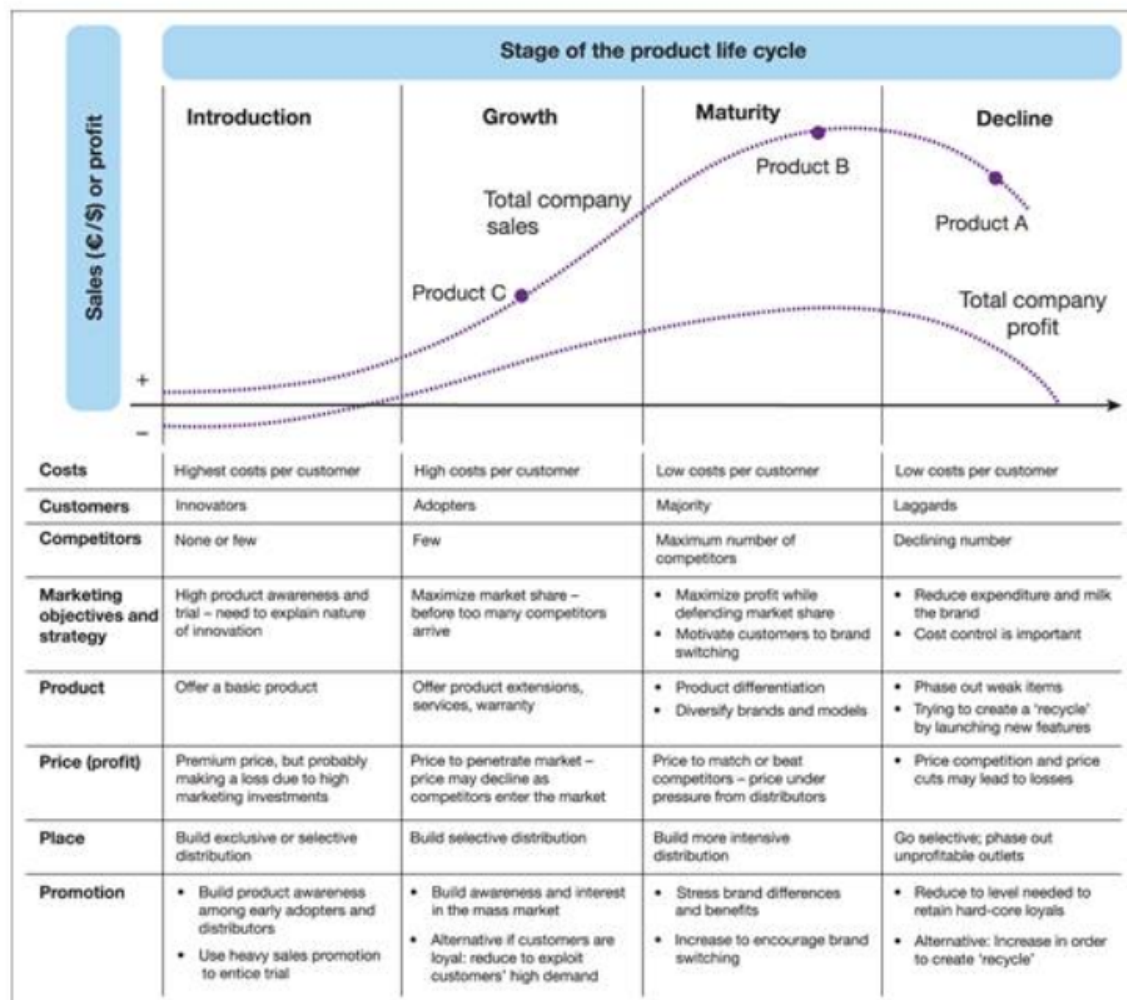 Stage of the product life cycle
Sales (€/$) or profit
Introduction
Growth
Maturity
Decline
Product B
Total company
sales
Product A
Product C
Total company
profit
+
–
Costs
Highest costs per customer
High costs per customer
Low costs per customer
Low costs per customer
Customers
Innovators
Adopters
Majority
Laggards
Competitors
None or few
Few
Maximum number of
competitors
Declining number
Marketing
objectives and
strategy
High product awareness and
trial – need to explain nature
of innovation
Maximize market share –
before too many competitors
arrive
• Maximize profit while
defending market share
• Motivate customers to brand
switching
• Reduce expenditure and milk
the brand
• Cost control is important
Product
Offer a basic product
Offer product extensions,
services, warranty
• Product differentiation
• Diversify brands and models
• Phase out weak items
• Trying to create a 'recycle'
by launching new features
Price (profit)
Premium price, but probably
making a loss due to high
marketing investments
Price to penetrate market –
price may decline as
competitors enter the market
Price to match or beat
competitors – price under
pressure from distributors
• Price competition and price
cuts may lead to losses
Place
Build exclusive or selective
distribution
Build selective distribution
Build more intensive
distribution
Go selective; phase out
unprofitable outlets
Promotion
• Build product awareness
among early adopters and
distributors
• Use heavy sales promotion
to entice trial
• Build awareness and interest
in the mass market
• Alternative if customers are
loyal: reduce to exploit
customers' high demand
• Stress brand differences
and benefits
• Increase to encourage brand
switching
• Reduce to level needed to
retain hard-core loyals
• Alternative: Increase in order
to create 'recycle'